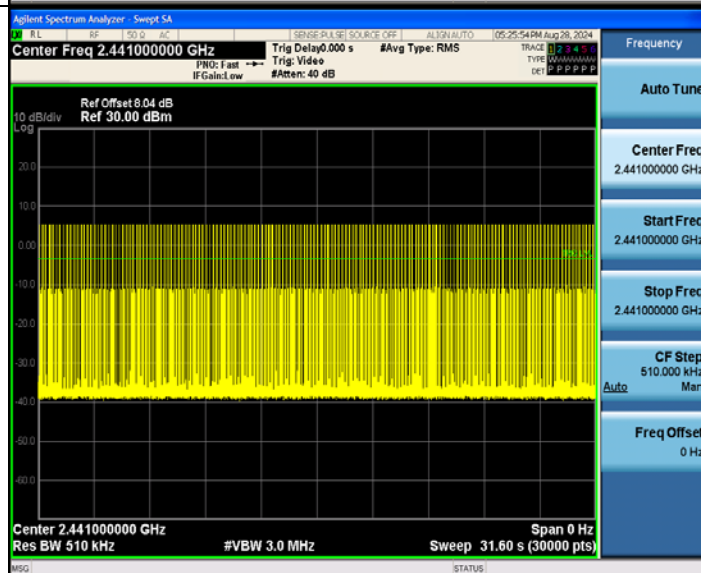 Agilent Spectrum Analyzer - Swept SA
RL RF 50 Ω AC SENSE:PULSE SOURCE OFF ALIGN AUTO 05:25:54 PM Aug 28, 2024
Center Freq 2.441000000 GHz
PNO: Fast
IFGain:Low
Trig Delay0.000 s
Trig: Video
#Atten: 40 dB
#Avg Type: RMS
TRACE 1 2 3 4 5 6
TYPE WWWWWW
DET P P P P P P
Frequency
Auto Tune
Center Freq
2.441000000 GHz
Start Freq
2.441000000 GHz
Stop Freq
2.441000000 GHz
CF Step
510.000 kHz
Auto Man
Freq Offset
0 Hz
Ref Offset 8.04 dB
10 dB/div Ref 30.00 dBm
Log
20.0
10.0
0.00
-10.0
-20.0
-30.0
-40.0
-50.0
-60.0
Center 2.441000000 GHz Span 0 Hz
Res BW 510 kHz #VBW 3.0 MHz Sweep 31.60 s (30000 pts)
MSG STATUS